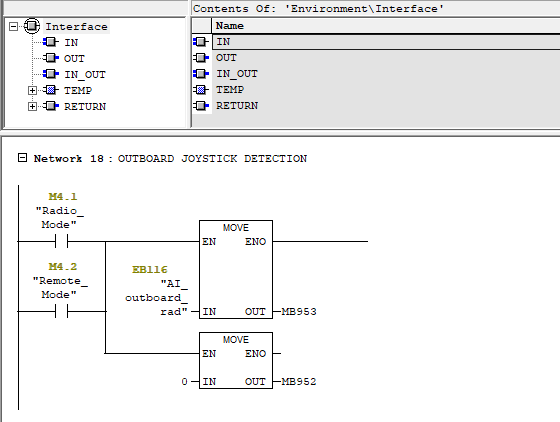 Interface
IN
OUT
IN_OUT
TEMP
RETURN
Contents Of: 'Environment\Interface'
Name
IN
OUT
IN_OUT
TEMP
RETURN
Network 18 : OUTBOARD JOYSTICK DETECTION
M4.1
"Radio_
Mode"
MOVE
EN ENO
M4.2
"Remote_
Mode"
EB116
"AI_
outboard_
rad"
IN OUT MB953
MOVE
EN ENO
0 IN OUT MB952